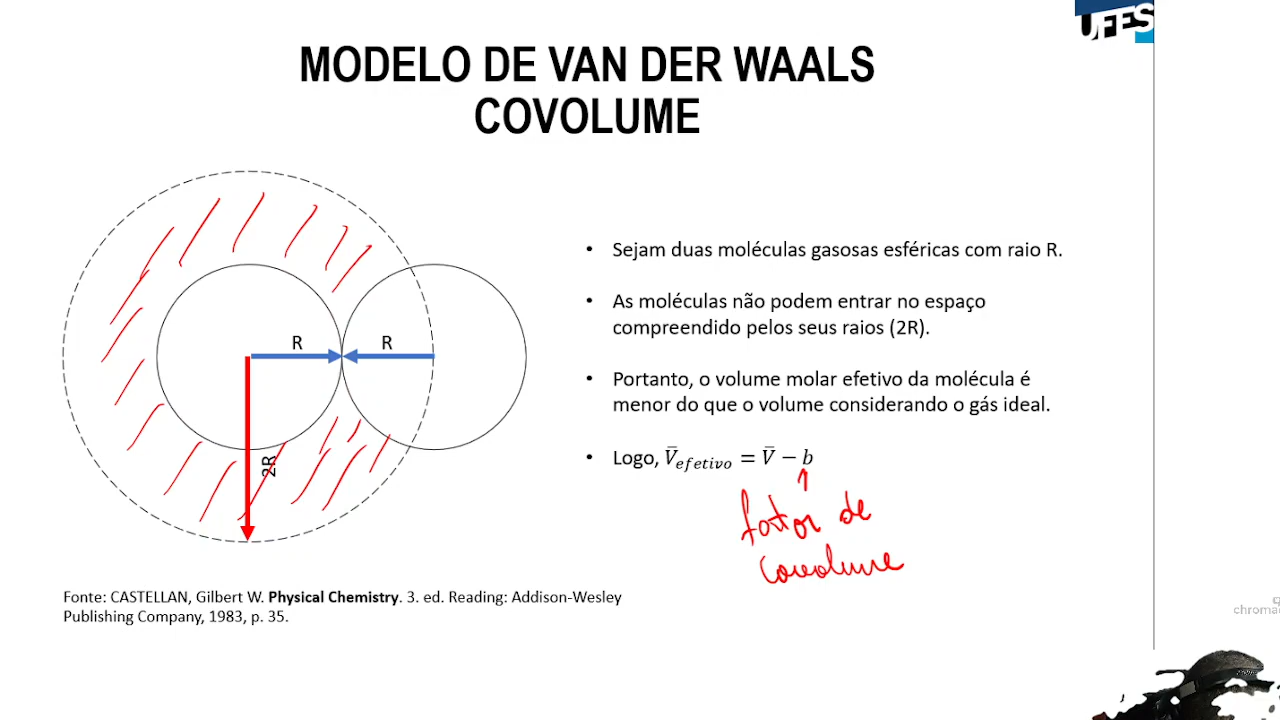 UFES
MODELO DE VAN DER WAALS
COVOLUME
• Sejam duas moléculas gasosas esféricas com raio R.
• As moléculas não podem entrar no espaço
compreendido pelos seus raios (2R).
• Portanto, o volume molar efetivo da molécula é
menor do que o volume considerando o gás ideal.
• Logo, V̅efetivo = V̅ − b
fator de
covolume
R
R
2R
Fonte: CASTELLAN, Gilbert W. Physical Chemistry. 3. ed. Reading: Addison-Wesley
Publishing Company, 1983, p. 35.